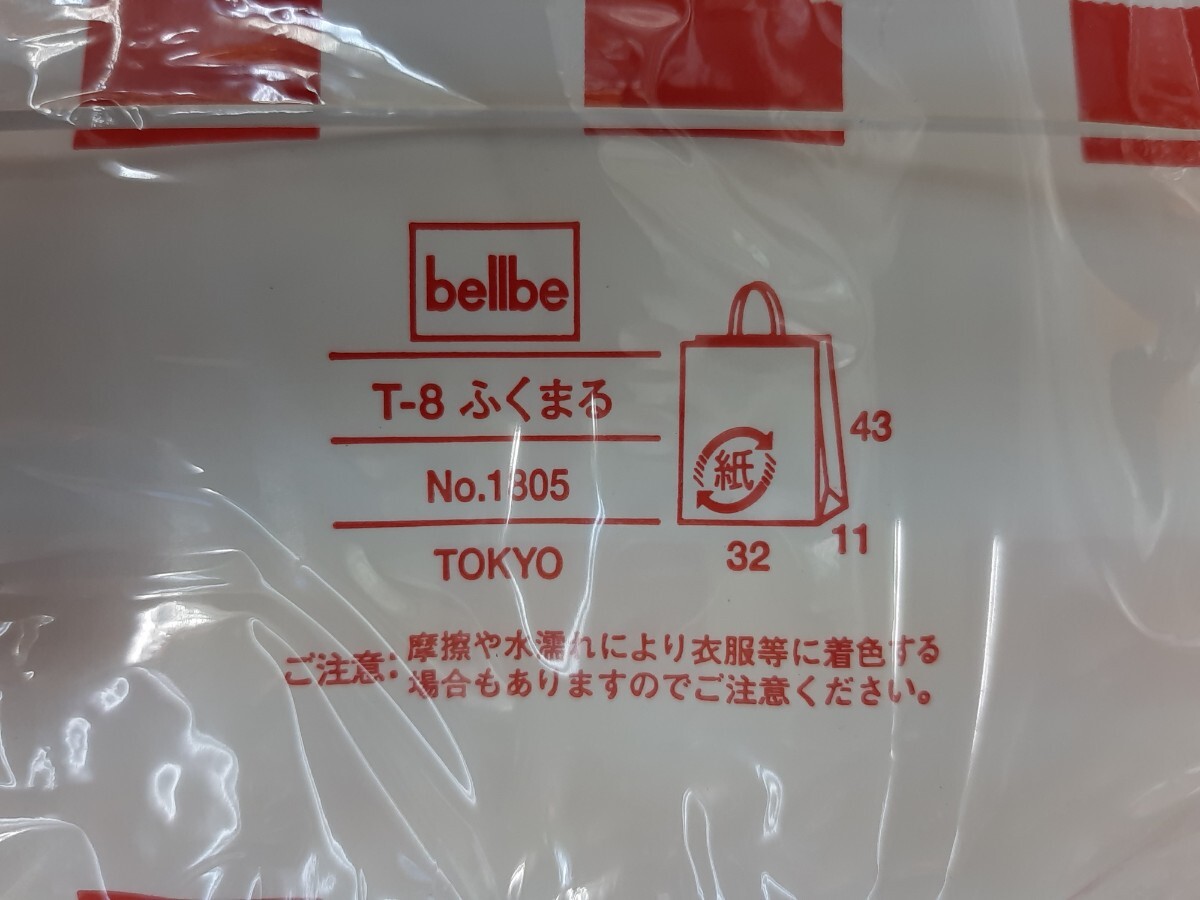 bellbe
T-8 ふくまる
No.1805
TOKYO
紙
43
11
32
ご注意: 摩擦や水濡れにより衣服等に着色する
場合もありますのでご注意ください。